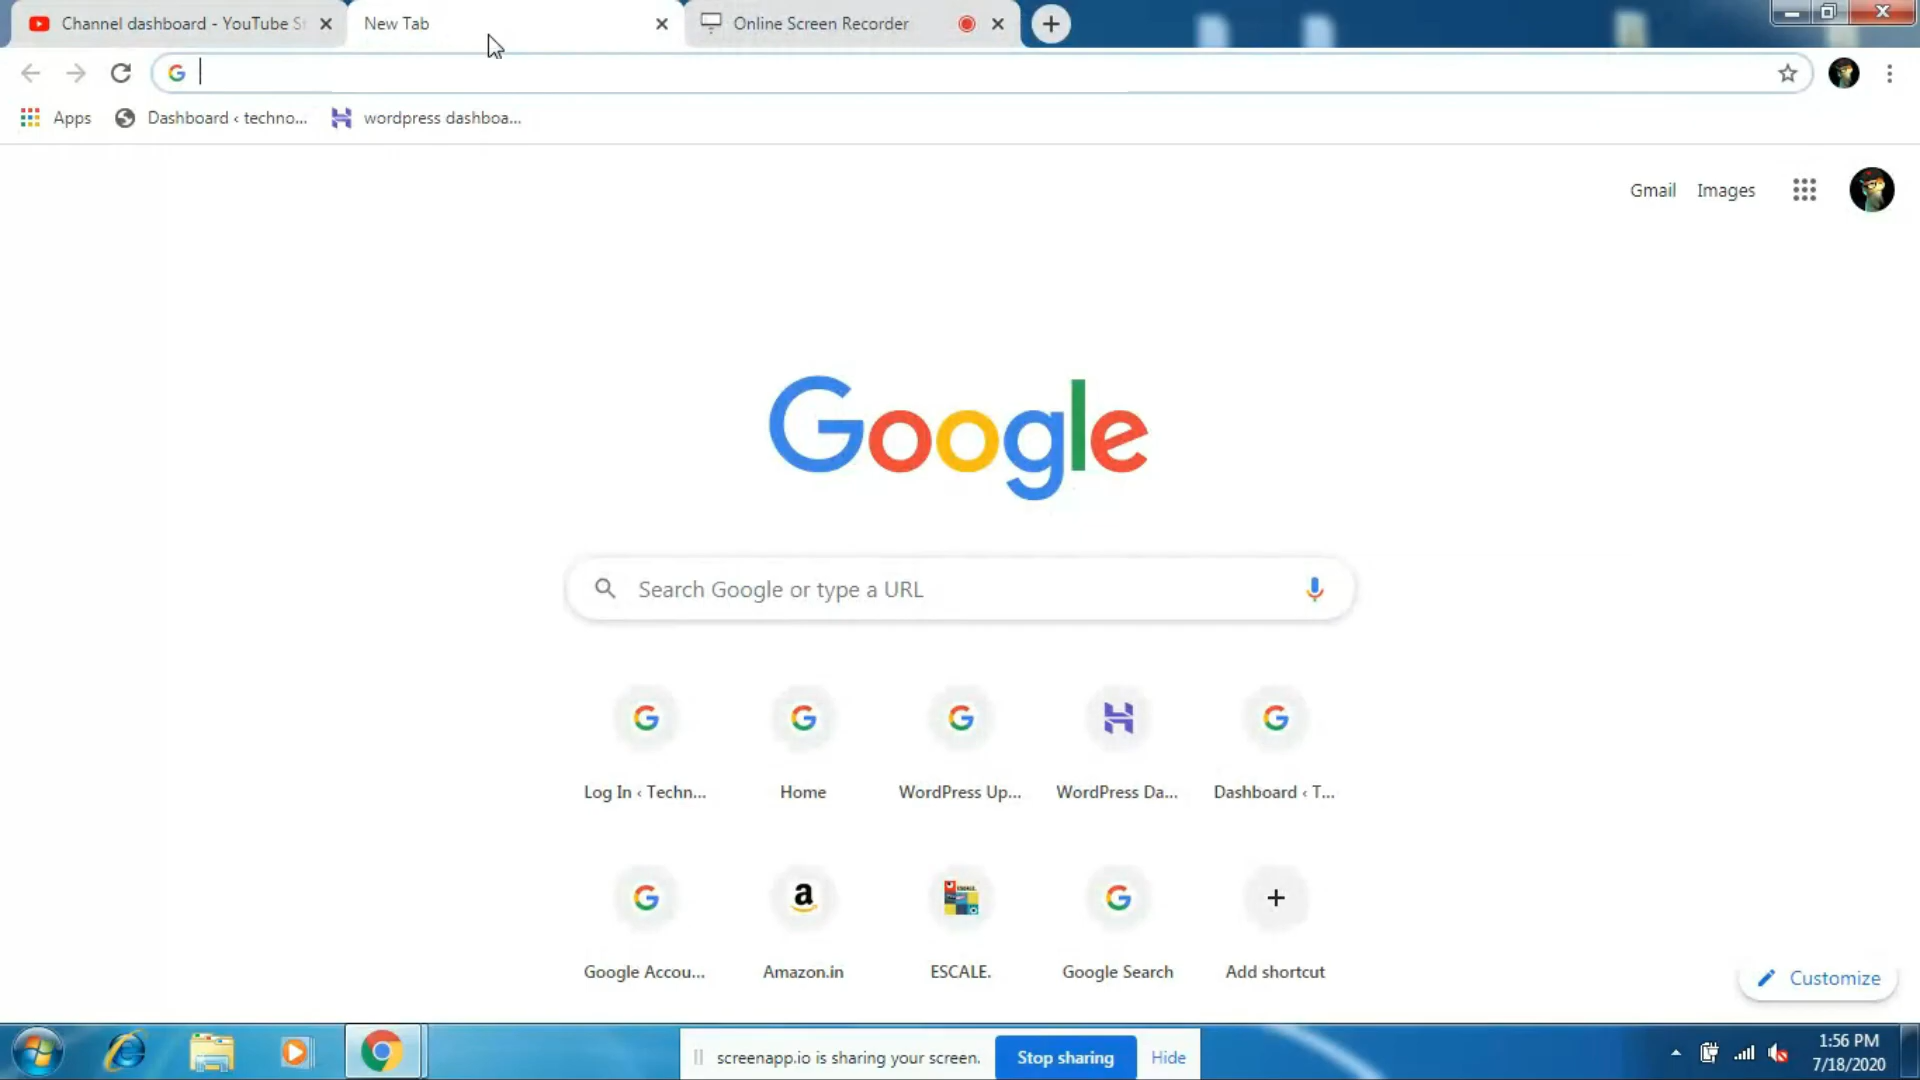 Channel dashboard - YouTube S
New Tab
Online Screen Recorder
Apps
Dashboard ‹ techno...
wordpress dashboa...
Gmail
Images
Google
Search Google or type a URL
Log In ‹ Techn...
Home
WordPress Up...
WordPress Da...
Dashboard ‹ T...
Google Accou...
Amazon.in
ESCALE.
Google Search
Add shortcut
Customize
screenapp.io is sharing your screen.
Stop sharing
Hide
1:56 PM
7/18/2020